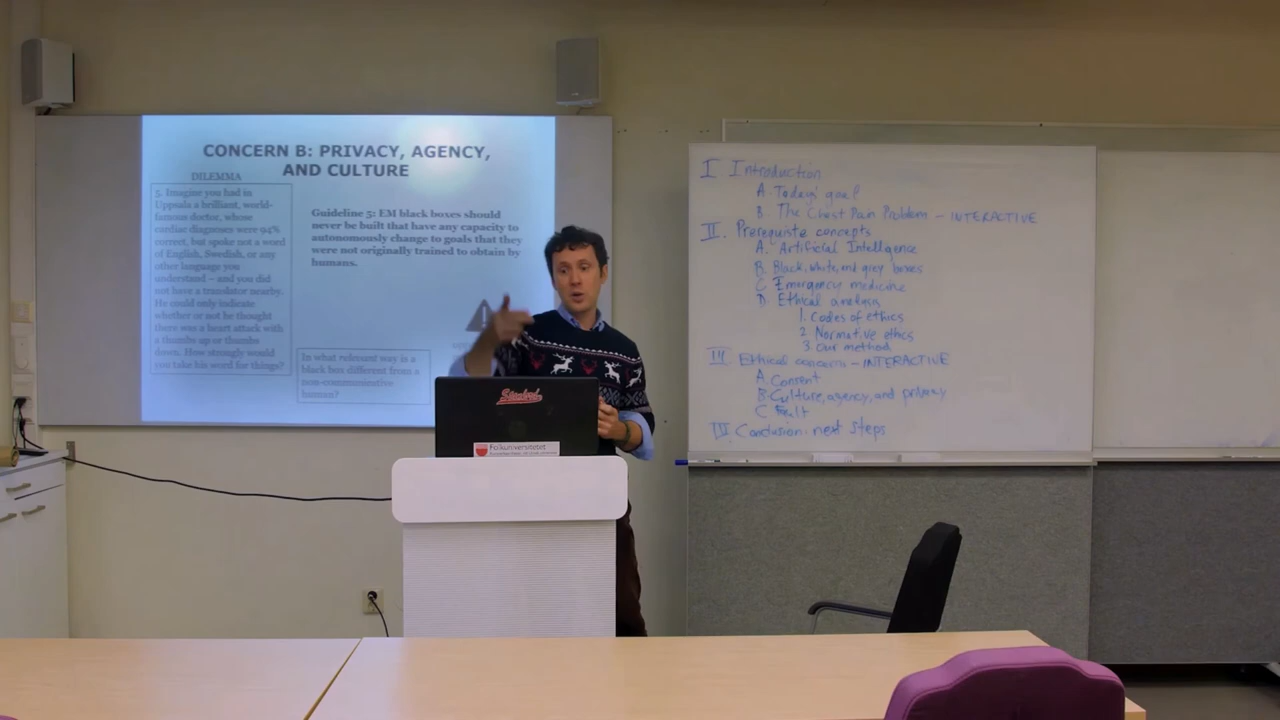 CONCERN B: PRIVACY, AGENCY,
AND CULTURE
DILEMMA
5. Imagine you had in
Uppsala a brilliant, world-
famous doctor, whose
cardiac diagnoses were 94%
correct, but spoke not a word
of English, Swedish, or any
other language you
understand – and you did
not have a translator nearby.
He could only indicate
whether or not he thought
there was a heart attack with
a thumbs up or thumbs
down. How strongly would
you take his word for things?
Guideline 5: EM black boxes should
never be built that have any capacity to
autonomously change to goals that they
were not originally trained to obtain by
humans.
In what relevant way is a
black box different from a
non-communicative
human?
Stanford
Folkuniversitetet
I Introduction
A. Today's goal
B. The Chest Pain Problem – INTERACTIVE
II. Prerequiste concepts
A. Artificial Intelligence
B. Black, white, and grey boxes
C. Emergency medicine
D. Ethical analysis
1. Codes of ethics
2. Normative ethics
3. Our method
III Ethical concerns – INTERACTIVE
A. Consent
B. Culture, agency, and privacy
C. Fault
Conclusion: next steps